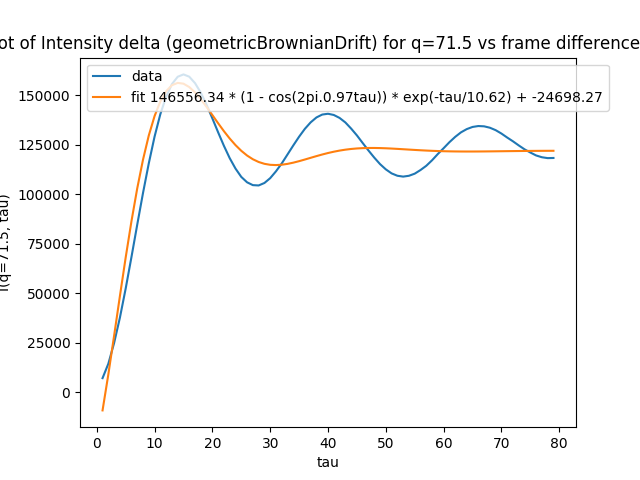 ot of Intensity delta (geometricBrownianDrift) for q=71.5 vs frame difference
data
fit 146556.34 * (1 - cos(2pi.0.97tau)) * exp(-tau/10.62) + -24698.27
150000
125000
100000
75000
50000
25000
0
I(q=71.5, tau)
0 10 20 30 40 50 60 70 80
tau